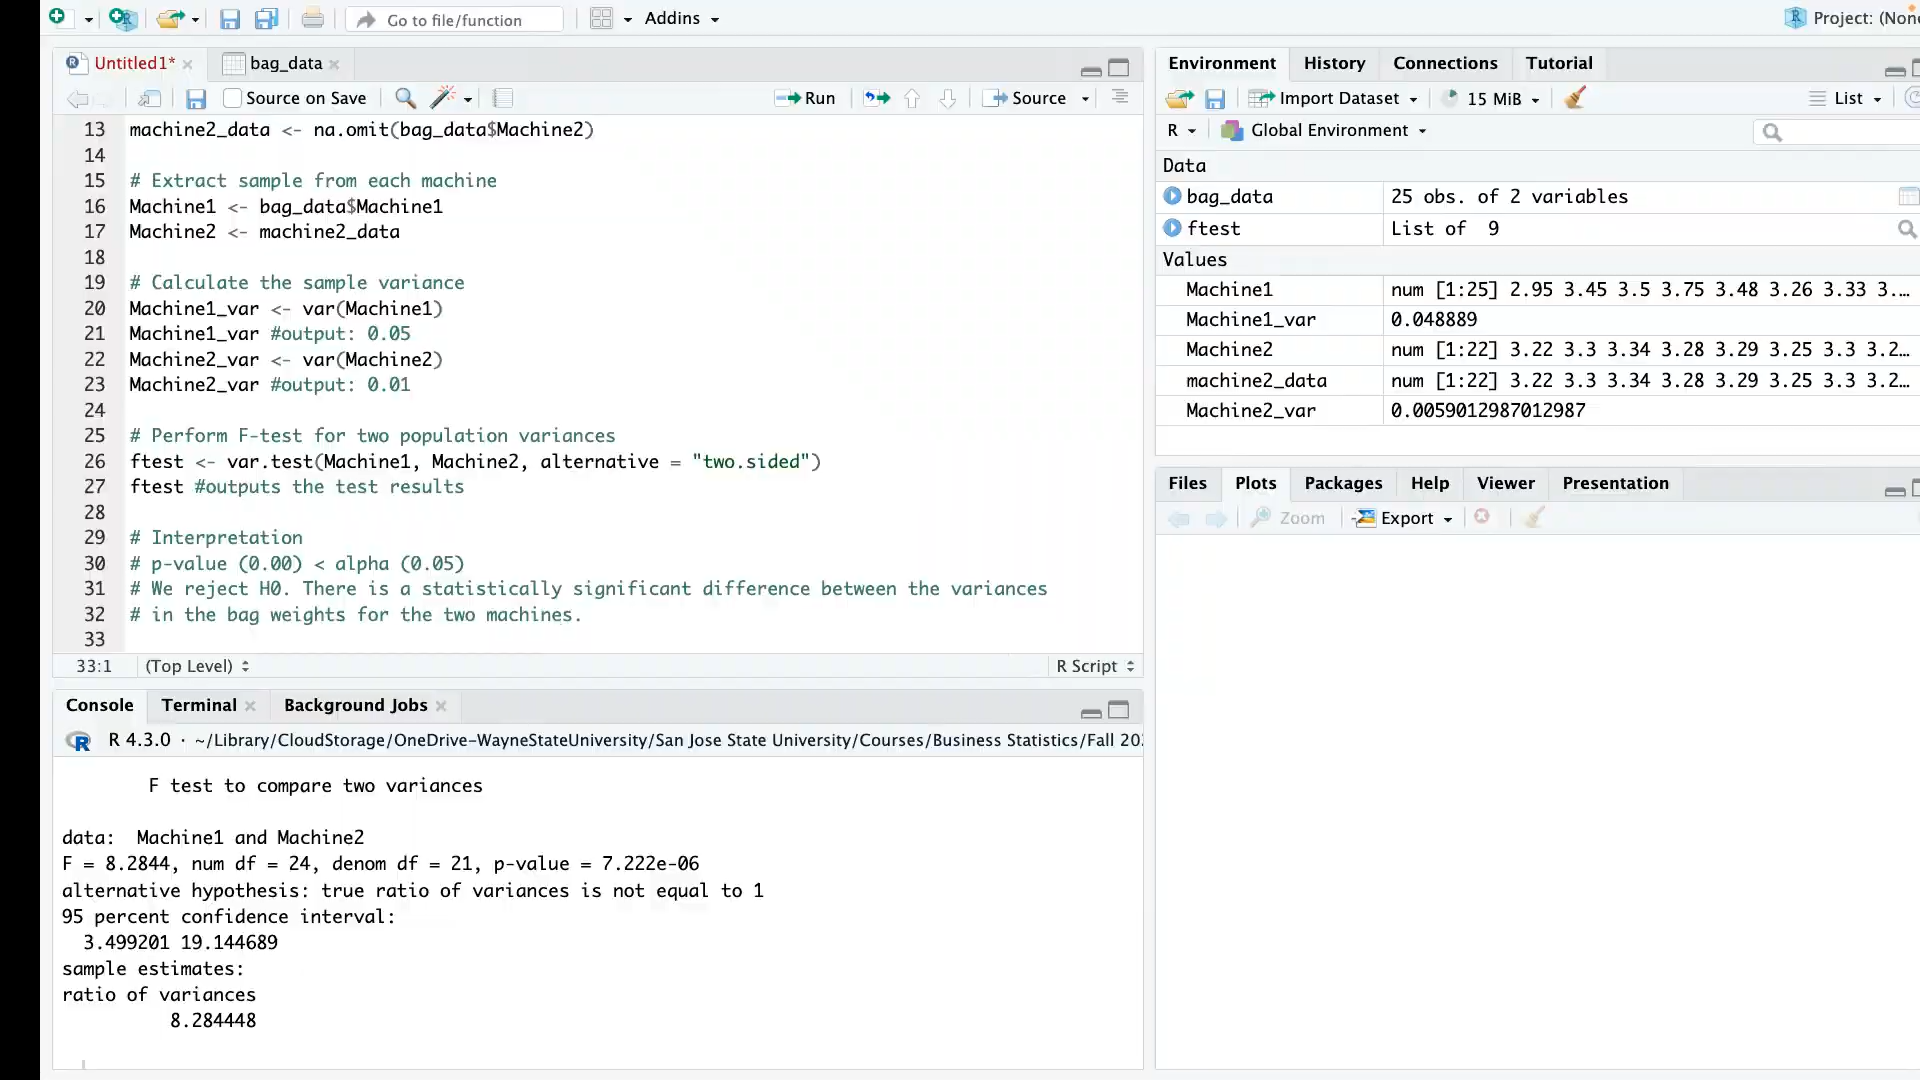 Go to file/function
Addins
Project: (None
Untitled1*
bag_data
Source on Save
Run
Source
13 machine2_data <- na.omit(bag_data$Machine2)
14
15 # Extract sample from each machine
16 Machine1 <- bag_data$Machine1
17 Machine2 <- machine2_data
18
19 # Calculate the sample variance
20 Machine1_var <- var(Machine1)
21 Machine1_var #output: 0.05
22 Machine2_var <- var(Machine2)
23 Machine2_var #output: 0.01
24
25 # Perform F-test for two population variances
26 ftest <- var.test(Machine1, Machine2, alternative = "two.sided")
27 ftest #outputs the test results
28
29 # Interpretation
30 # p-value (0.00) < alpha (0.05)
31 # We reject H0. There is a statistically significant difference between the variances
32 # in the bag weights for the two machines.
33
33:1 (Top Level) R Script
Console Terminal Background Jobs
R 4.3.0 · ~/Library/CloudStorage/OneDrive-WayneStateUniversity/San Jose State University/Courses/Business Statistics/Fall 202
F test to compare two variances
data: Machine1 and Machine2
F = 8.2844, num df = 24, denom df = 21, p-value = 7.222e-06
alternative hypothesis: true ratio of variances is not equal to 1
95 percent confidence interval:
3.499201 19.144689
sample estimates:
ratio of variances
8.284448
Environment History Connections Tutorial
Import Dataset 15 MiB List
R Global Environment
Data
bag_data 25 obs. of 2 variables
ftest List of 9
Values
Machine1 num [1:25] 2.95 3.45 3.5 3.75 3.48 3.26 3.33 3.…
Machine1_var 0.048889
Machine2 num [1:22] 3.22 3.3 3.34 3.28 3.29 3.25 3.3 3.2…
machine2_data num [1:22] 3.22 3.3 3.34 3.28 3.29 3.25 3.3 3.2…
Machine2_var 0.0059012987012987
Files Plots Packages Help Viewer Presentation
Zoom Export